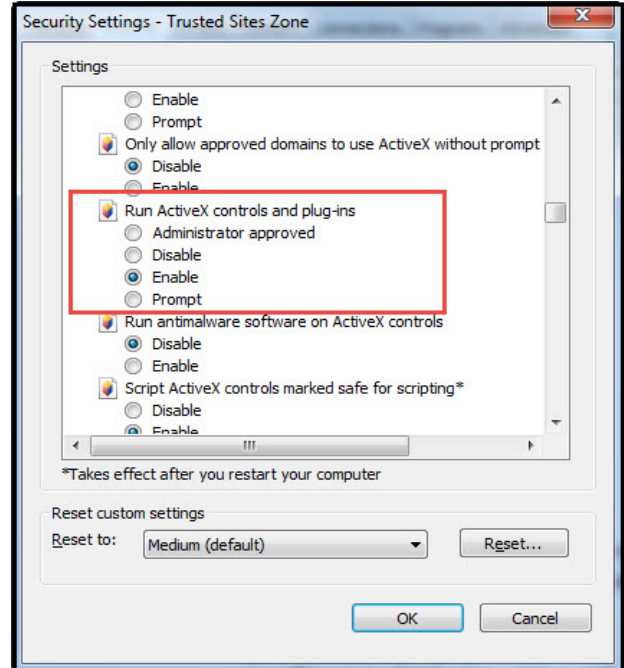 Security Settings - Trusted Sites Zone
Settings
Enable
Prompt
Only allow approved domains to use ActiveX without prompt
Disable
Enable
Run ActiveX controls and plug-ins
Administrator approved
Disable
Enable
Prompt
Run antimalware software on ActiveX controls
Disable
Enable
Script ActiveX controls marked safe for scripting*
Disable
Enable
*Takes effect after you restart your computer
Reset custom settings
Reset to: Medium (default) Reset...
OK Cancel